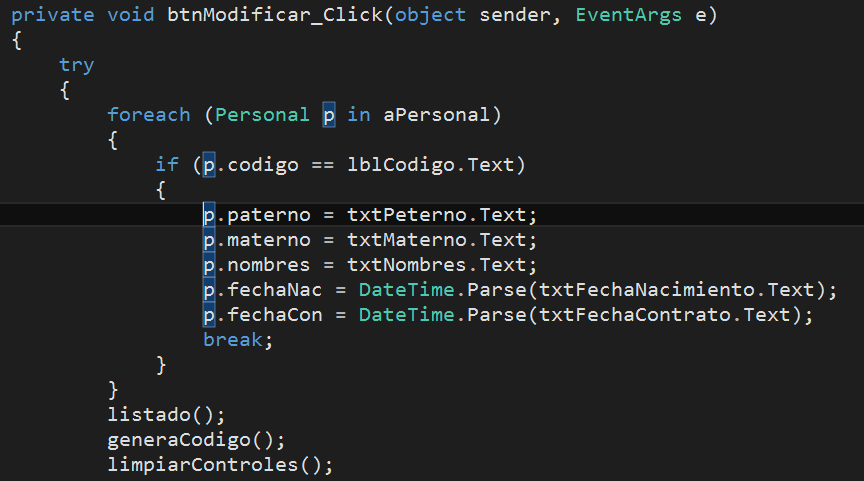 private void btnModificar_Click(object sender, EventArgs e)
{
try
{
foreach (Personal p in aPersonal)
{
if (p.codigo == lblCodigo.Text)
{
p.paterno = txtPeterno.Text;
p.materno = txtMaterno.Text;
p.nombres = txtNombres.Text;
p.fechaNac = DateTime.Parse(txtFechaNacimiento.Text);
p.fechaCon = DateTime.Parse(txtFechaContrato.Text);
break;
}
}
listado();
generaCodigo();
limpiarControles();